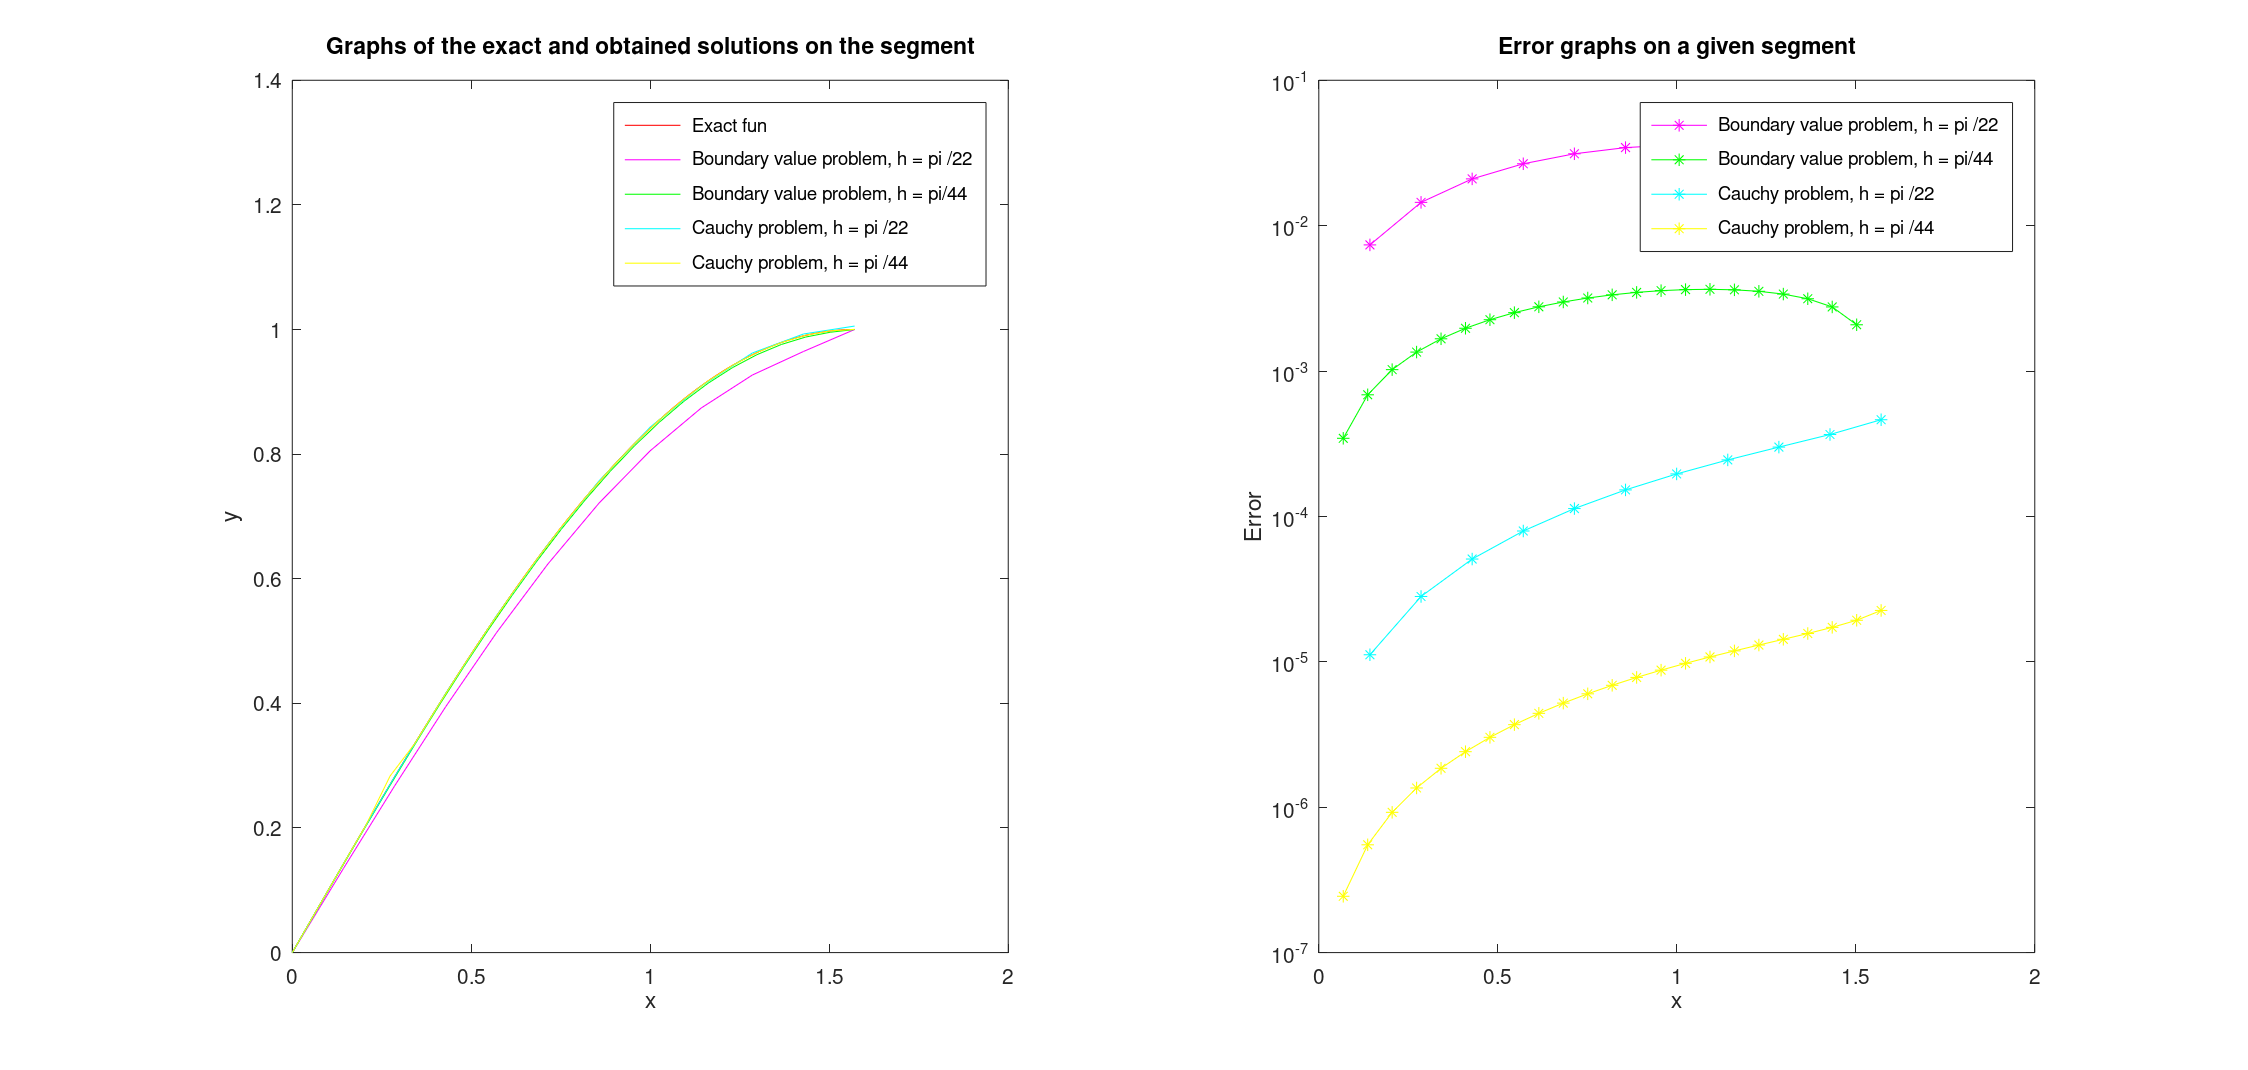 Graphs of the exact and obtained solutions on the segment
1.4
1.2
1
0.8
0.6
0.4
0.2
0
y
Exact fun
Boundary value problem, h = pi /22
Boundary value problem, h = pi/44
Cauchy problem, h = pi /22
Cauchy problem, h = pi /44
0 0.5 1 1.5 2
x
Error graphs on a given segment
10^-1
10^-2
10^-3
10^-4
10^-5
10^-6
10^-7
Error
Boundary value problem, h = pi /22
Boundary value problem, h = pi/44
Cauchy problem, h = pi /22
Cauchy problem, h = pi /44
0 0.5 1 1.5 2
x